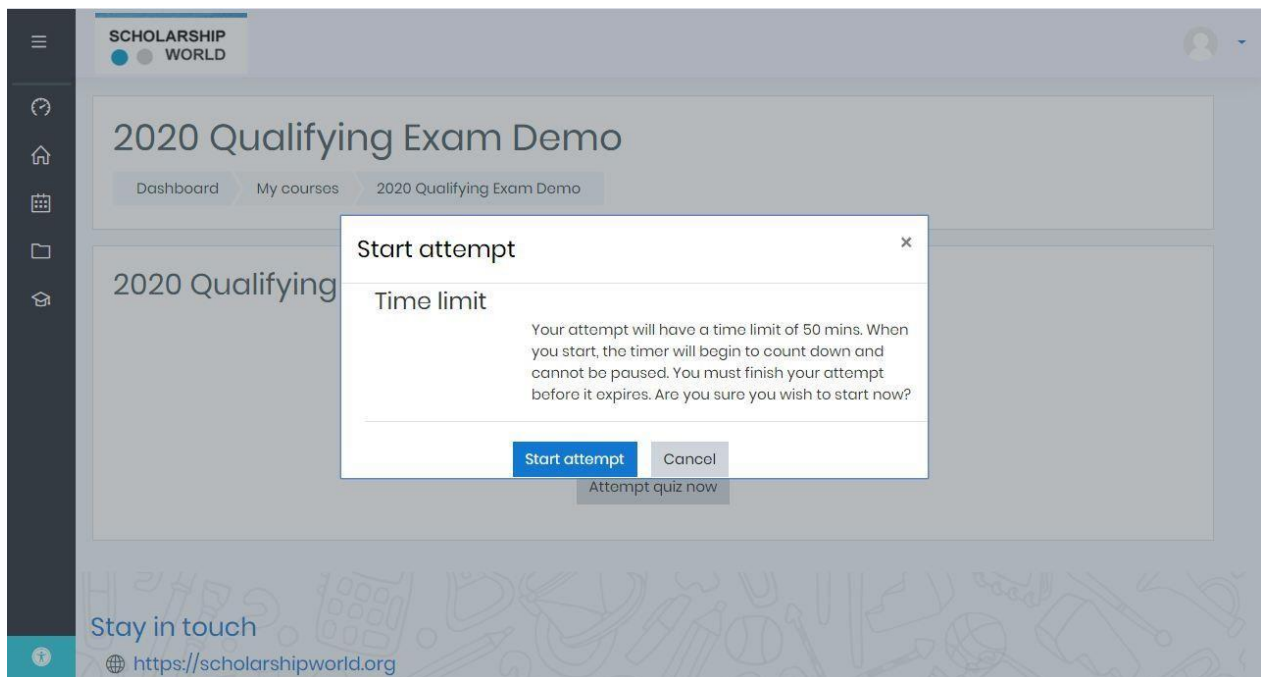 SCHOLARSHIP
WORLD
2020 Qualifying Exam Demo
Dashboard My courses 2020 Qualifying Exam Demo
Start attempt ×
2020 Qualifying
Time limit
Your attempt will have a time limit of 50 mins. When
you start, the timer will begin to count down and
cannot be paused. You must finish your attempt
before it expires. Are you sure you wish to start now?
Start attempt Cancel
Attempt quiz now
Stay in touch
https://scholarshipworld.org